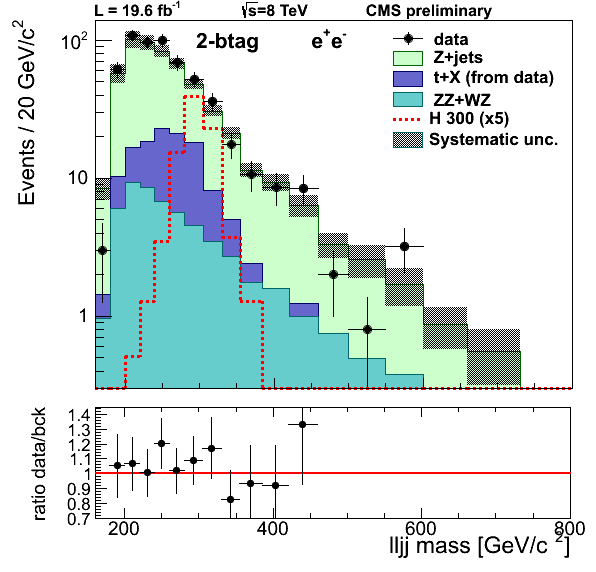 L = 19.6 fb⁻¹ √s=8 TeV CMS preliminary
2-btag e⁺e⁻
data
Z+jets
t+X (from data)
ZZ+WZ
H 300 (x5)
Systematic unc.
Events / 20 GeV/c²
10²
10
1
ratio data/bck
1.4
1.3
1.2
1.1
1
0.9
0.8
0.7
200 400 600 800
lljj mass [GeV/c²]